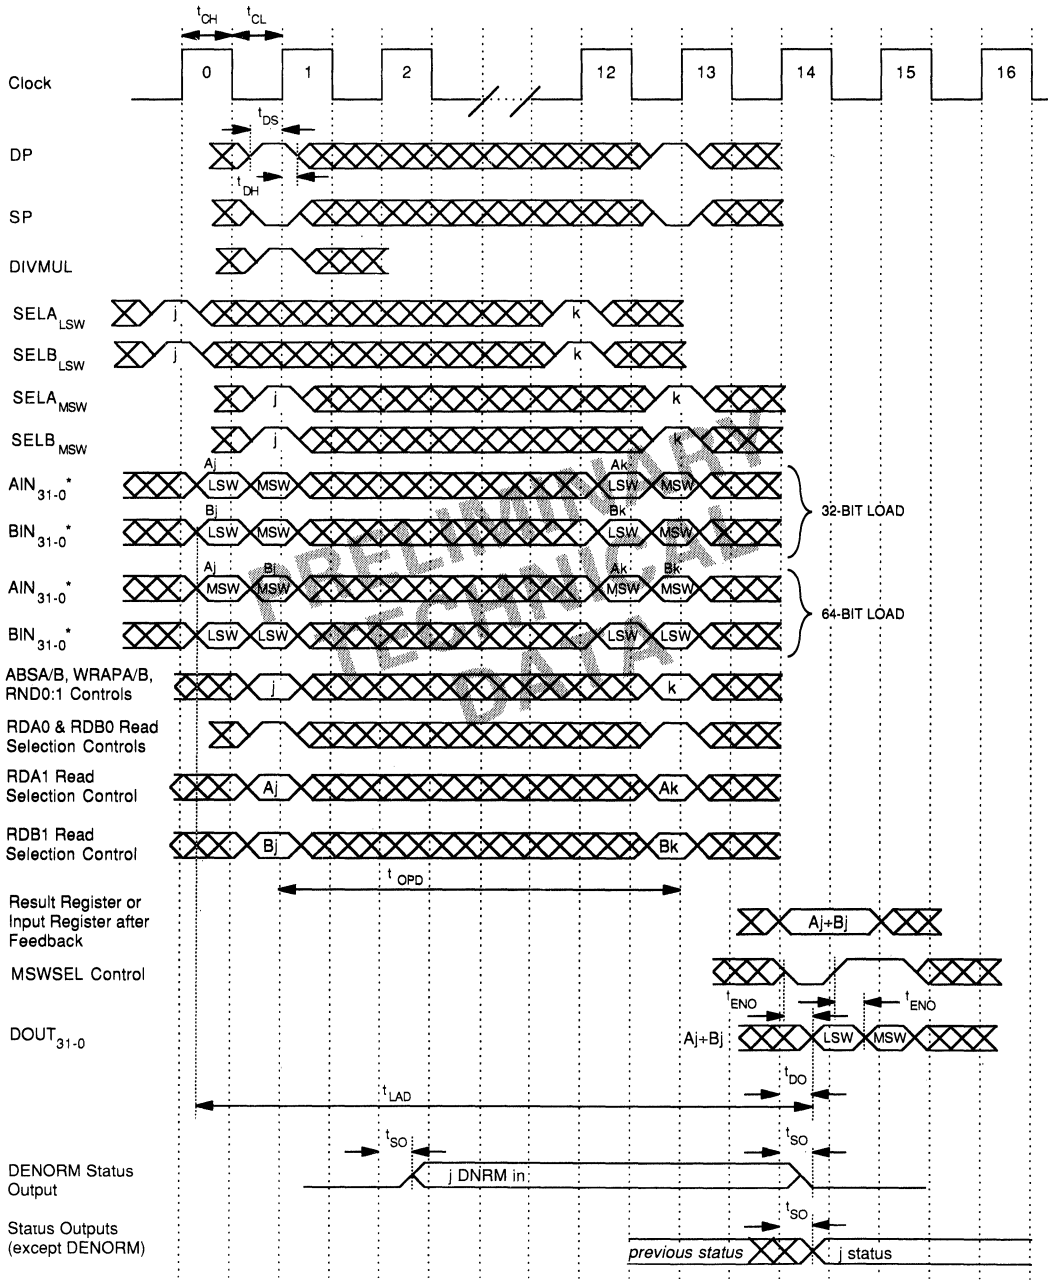 tCH tCL
Clock 0 1 2 12 13 14 15 16
tDS
DP
tDH
SP
DIVMUL
SELALSW j k
SELBLSW j k
SELAMSW j k
SELBMSW j k
Aj Ak
AIN31-0* LSW MSW LSW MSW
32-BIT LOAD
Bj Bk
BIN31-0* LSW MSW LSW MSW
Aj Bj Ak Bk
AIN31-0* MSW MSW MSW MSW
64-BIT LOAD
BIN31-0* LSW LSW LSW LSW
PRELIMINARY
TECHNICAL
DATA
ABSA/B, WRAPA/B,
RND0:1 Controls j k
RDA0 & RDB0 Read
Selection Controls
RDA1 Read
Selection Control Aj Ak
RDB1 Read
Selection Control Bj Bk
tOPD
Result Register or
Input Register after
Feedback
Aj+Bj
MSWSEL Control
tENO tENO
DOUT31-0 Aj+Bj LSW MSW
tDO
tLAD
tSO tSO
DENORM Status
Output
j DNRM in
tSO
Status Outputs
(except DENORM)
previous status j status